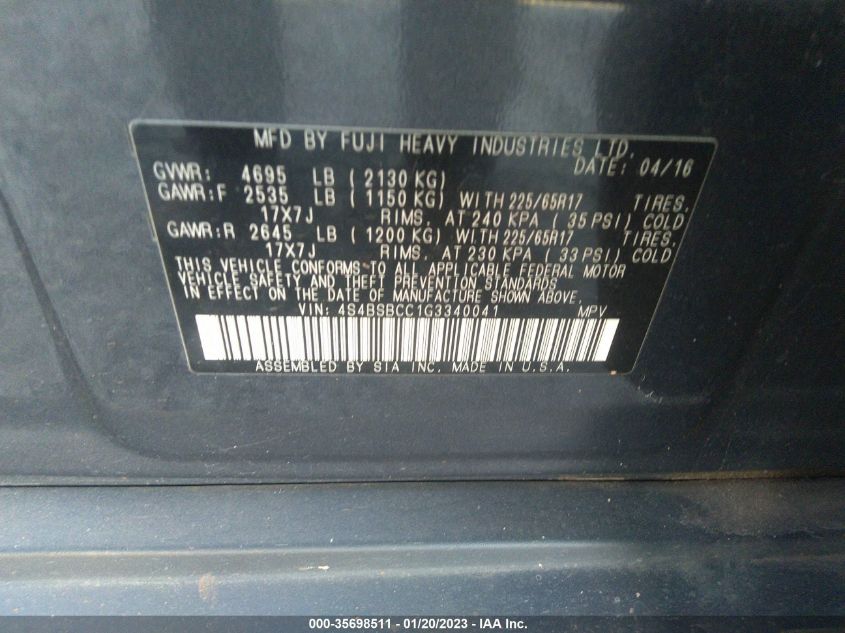 MFD BY FUJI HEAVY INDUSTRIES LTD.
DATE: 04/16
GVWR: 4695 LB ( 2130 KG)
GAWR:F 2535 LB ( 1150 KG) WITH 225/65R17 TIRES,
17X7J RIMS, AT 240 KPA ( 35 PSI) COLD
GAWR:R 2645 LB ( 1200 KG) WITH 225/65R17 TIRES,
17X7J RIMS, AT 230 KPA ( 33 PSI) COLD
THIS VEHICLE CONFORMS TO ALL APPLICABLE FEDERAL MOTOR
VEHICLE SAFETY AND THEFT PREVENTION STANDARDS
IN EFFECT ON THE DATE OF MANUFACTURE SHOWN ABOVE.
VIN: 4S4BSBCC1G3340041 MPV
ASSEMBLED BY SIA INC. MADE IN U.S.A.
000-35698511 - 01/20/2023 - IAA Inc.